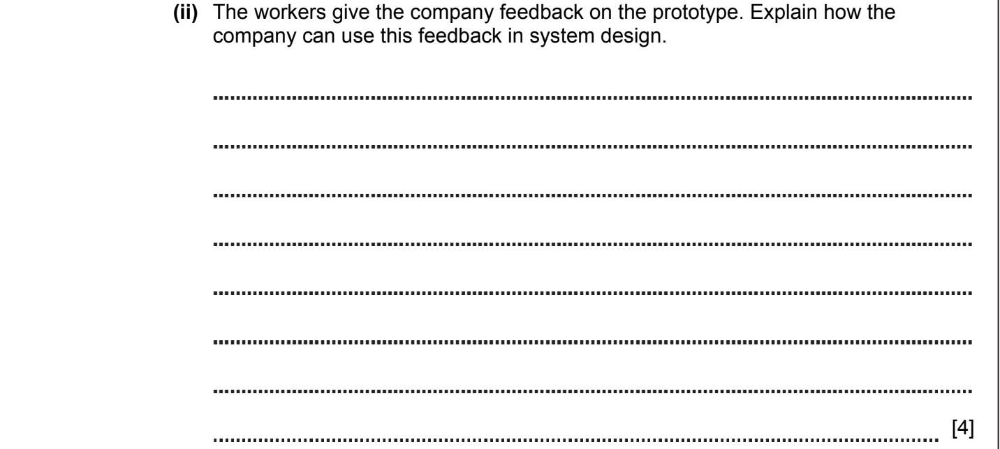 (ii) The workers give the company feedback on the prototype. Explain how the
company can use this feedback in system design.
[4]